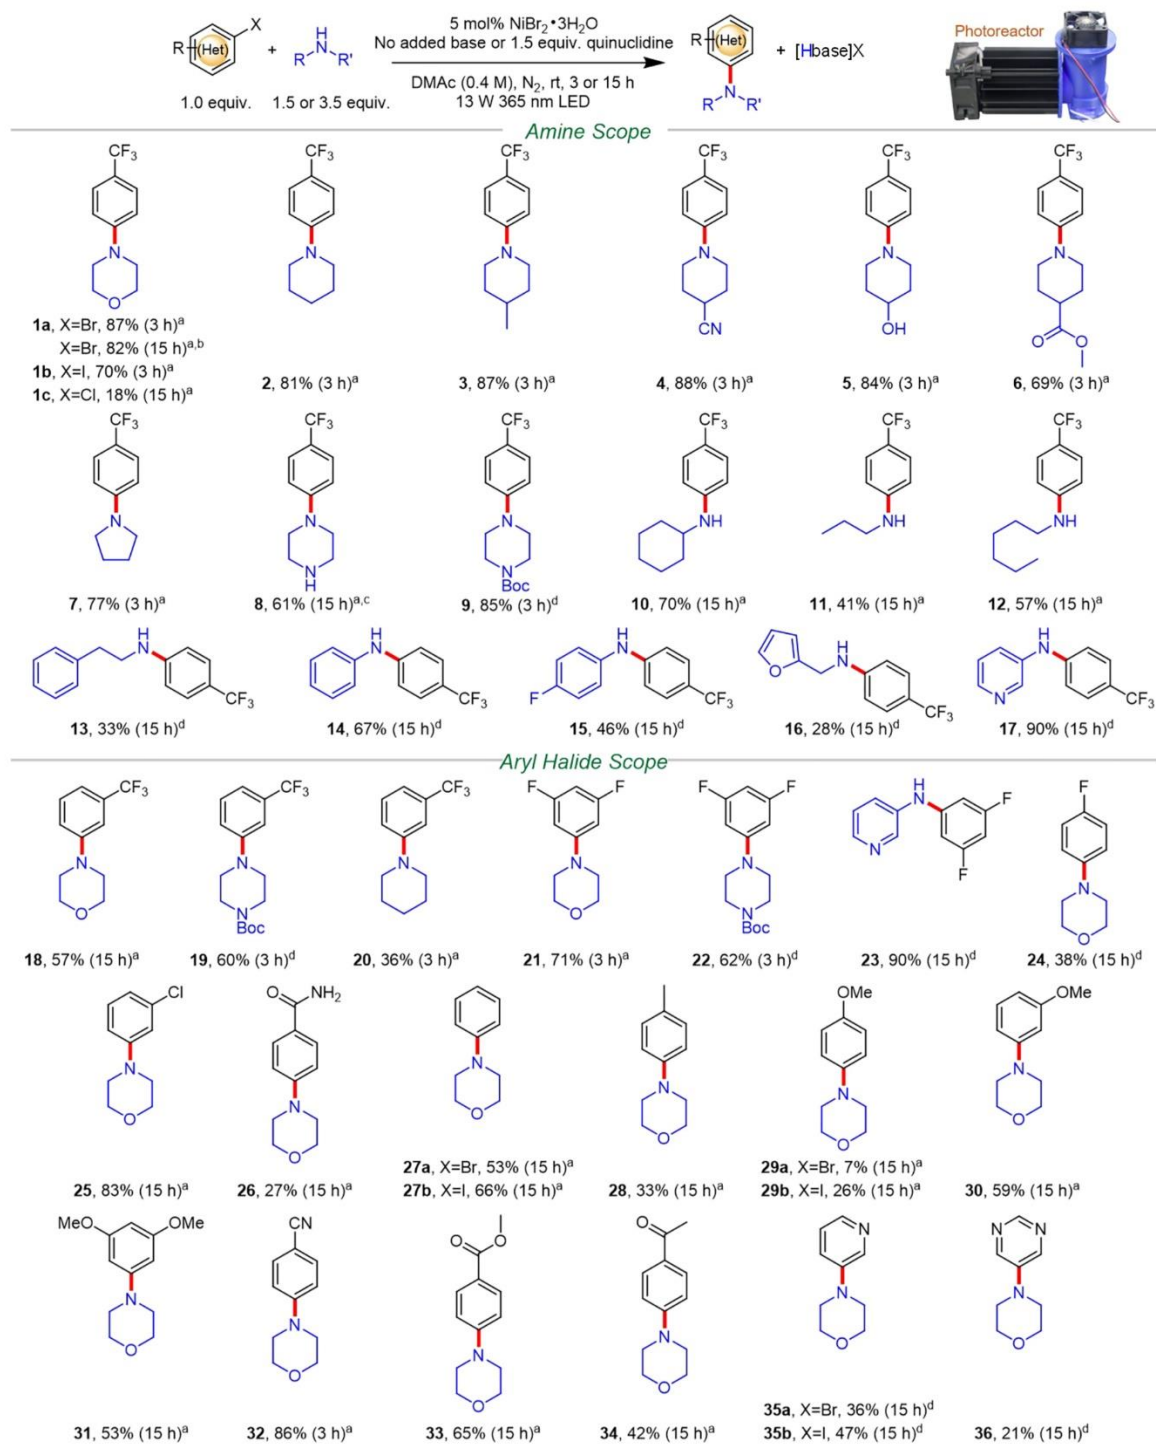 X
5 mol% NiBr₂•3H₂O
No added base or 1.5 equiv. quinuclidine
DMAc (0.4 M), N₂, rt, 3 or 15 h
13 W 365 nm LED
R (Het) + H N R R' R (Het) N R R' + [Hbase]X
1.0 equiv. 1.5 or 3.5 equiv.
Photoreactor
Amine Scope
CF₃ CF₃ CF₃ CF₃ CF₃ CF₃
N N N N N N
O CN OH O O
1a, X=Br, 87% (3 h)ᵃ
X=Br, 82% (15 h)ᵃ,ᵇ
1b, X=I, 70% (3 h)ᵃ
1c, X=Cl, 18% (15 h)ᵃ
2, 81% (3 h)ᵃ 3, 87% (3 h)ᵃ 4, 88% (3 h)ᵃ 5, 84% (3 h)ᵃ 6, 69% (3 h)ᵃ
CF₃ CF₃ CF₃ CF₃ CF₃ CF₃
N N N NH NH NH
N H N Boc
7, 77% (3 h)ᵃ 8, 61% (15 h)ᵃ,ᶜ 9, 85% (3 h)ᵈ 10, 70% (15 h)ᵃ 11, 41% (15 h)ᵃ 12, 57% (15 h)ᵃ
H N CF₃ H N CF₃ F H N CF₃ O H N CF₃ N H N CF₃
13, 33% (15 h)ᵈ 14, 67% (15 h)ᵈ 15, 46% (15 h)ᵈ 16, 28% (15 h)ᵈ 17, 90% (15 h)ᵈ
Aryl Halide Scope
CF₃ CF₃ CF₃ F F F F H N F F
N N N N N N N
O N Boc O N Boc F O
18, 57% (15 h)ᵃ 19, 60% (3 h)ᵈ 20, 36% (3 h)ᵃ 21, 71% (3 h)ᵃ 22, 62% (3 h)ᵈ 23, 90% (15 h)ᵈ 24, 38% (15 h)ᵈ
Cl O NH₂ OMe OMe
N N N N N N
O O O O O O
27a, X=Br, 53% (15 h)ᵃ 29a, X=Br, 7% (15 h)ᵃ
25, 83% (15 h)ᵃ 26, 27% (15 h)ᵃ 27b, X=I, 66% (15 h)ᵃ 28, 33% (15 h)ᵃ 29b, X=I, 26% (15 h)ᵃ 30, 59% (15 h)ᵃ
MeO OMe CN O O O N N N
N N N N N N
O O O O O O
35a, X=Br, 36% (15 h)ᵈ
31, 53% (15 h)ᵃ 32, 86% (3 h)ᵃ 33, 65% (15 h)ᵃ 34, 42% (15 h)ᵃ 35b, X=I, 47% (15 h)ᵈ 36, 21% (15 h)ᵈ